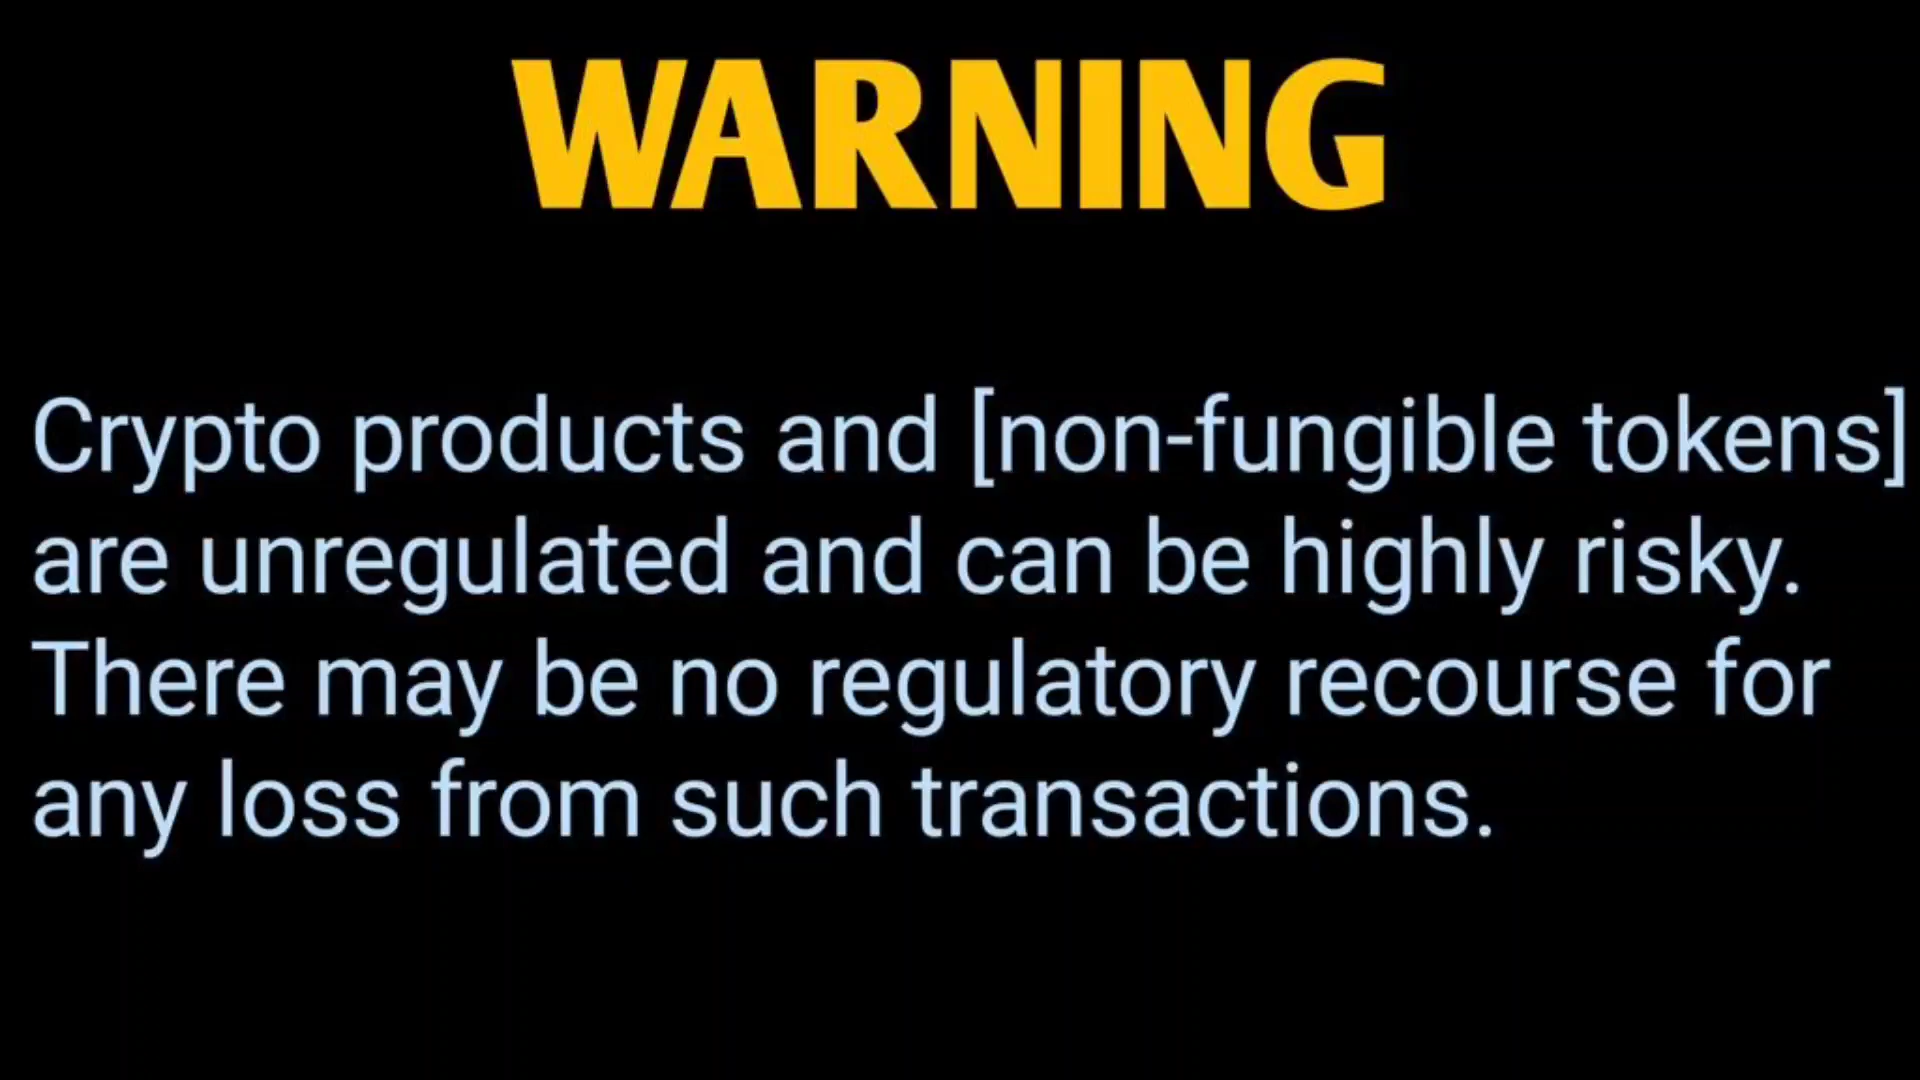 WARNING
Crypto products and [non-fungible tokens]
are unregulated and can be highly risky.
There may be no regulatory recourse for
any loss from such transactions.